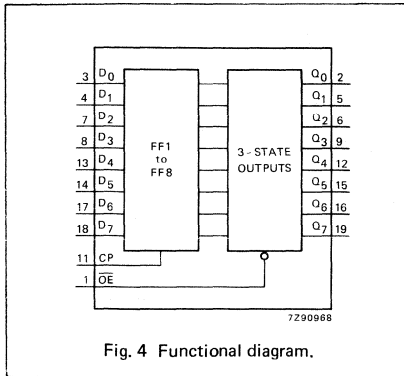 3 D0 Q0 2
4 D1 Q1 5
7 D2 Q2 6
8 D3 FF1 Q3 9
to 3-STATE
13 D4 FF8 OUTPUTS Q4 12
14 D5 Q5 15
17 D6 Q6 16
18 D7 Q7 19
11 CP
1 O̅E̅
7Z90968
Fig. 4 Functional diagram.